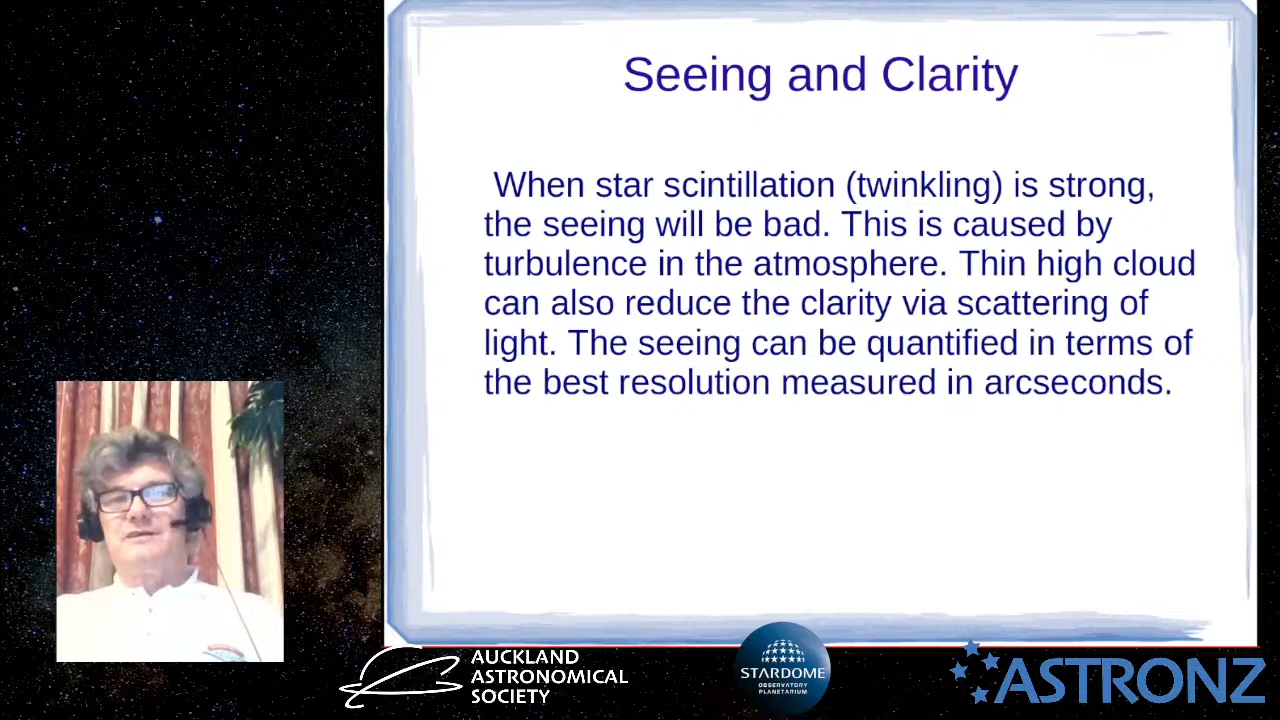 Seeing and Clarity
When star scintillation (twinkling) is strong,
the seeing will be bad. This is caused by
turbulence in the atmosphere. Thin high cloud
can also reduce the clarity via scattering of
light. The seeing can be quantified in terms of
the best resolution measured in arcseconds.
AUCKLAND
ASTRONOMICAL
SOCIETY
STARDOME
OBSERVATORY
PLANETARIUM
ASTRONZ